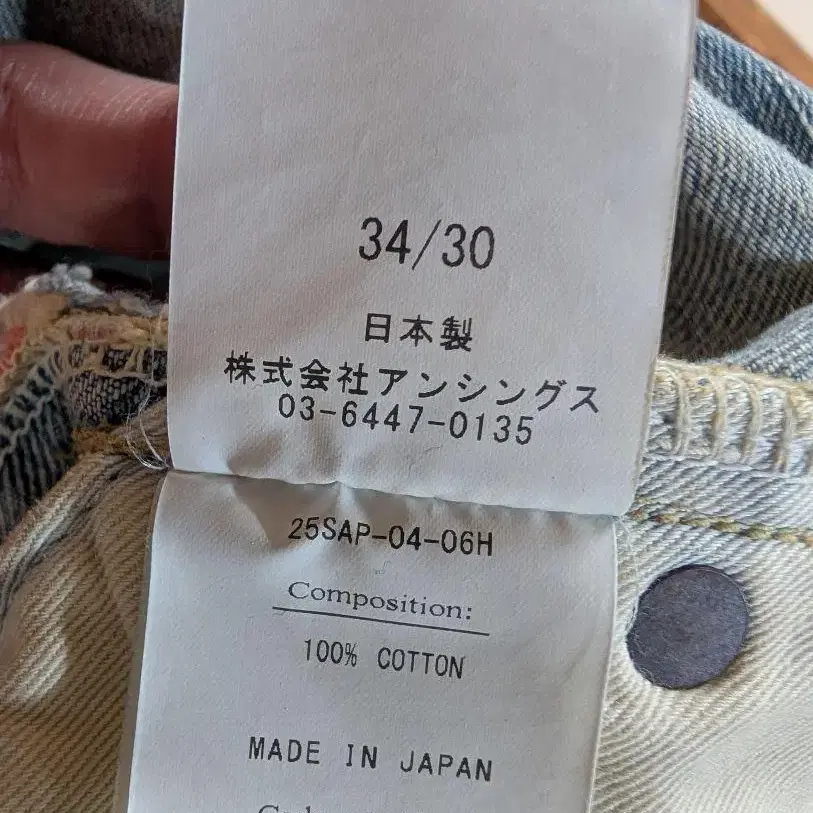 34/30
日本製
株式会社アンシングス
03-6447-0135
25SAP-04-06H
Composition:
100% COTTON
MADE IN JAPAN